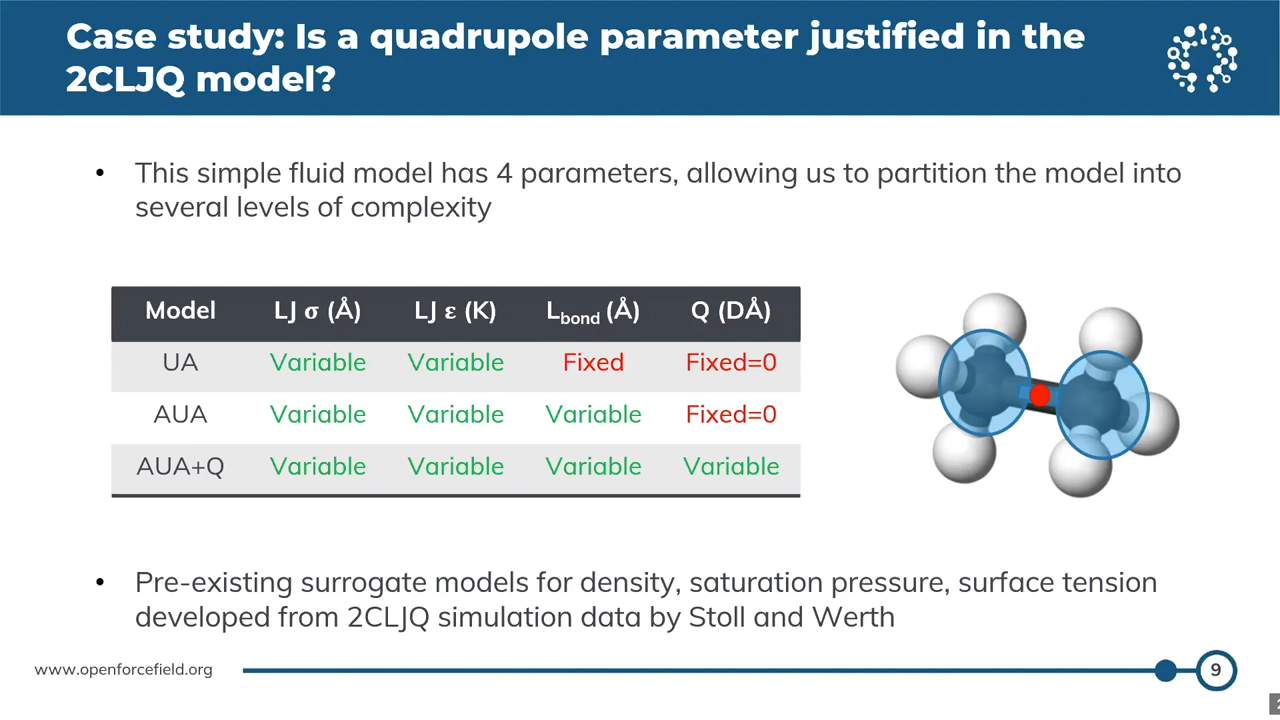 Case study: Is a quadrupole parameter justified in the
2CLJQ model?
• This simple fluid model has 4 parameters, allowing us to partition the model into
several levels of complexity
Model LJ σ (Å) LJ ε (K) Lbond (Å) Q (DÅ)
UA Variable Variable Fixed Fixed=0
AUA Variable Variable Variable Fixed=0
AUA+Q Variable Variable Variable Variable
• Pre-existing surrogate models for density, saturation pressure, surface tension
developed from 2CLJQ simulation data by Stoll and Werth
www.openforcefield.org
9